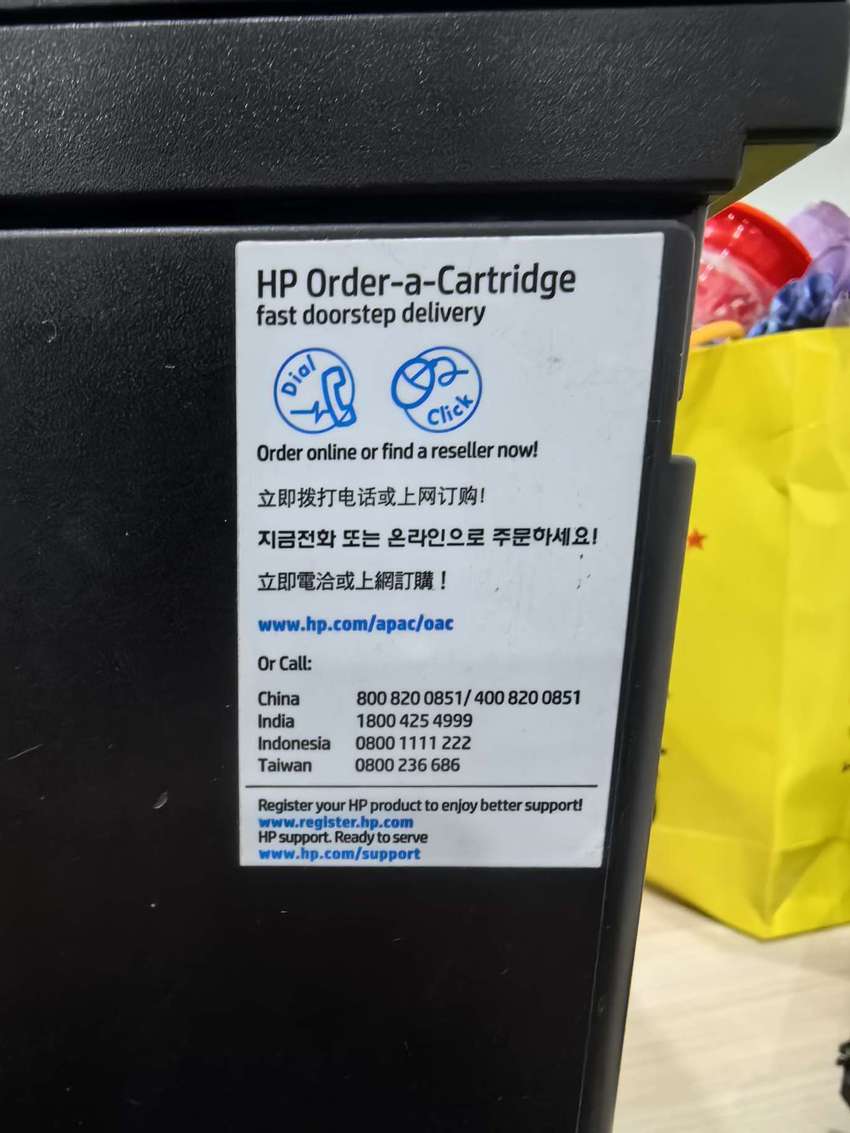 HP Order-a-Cartridge
fast doorstep delivery
Dial
Click
Order online or find a reseller now!
立即拨打电话或上网订购!
지금전화 또는 온라인으로 주문하세요!
立即電洽或上網訂購！
www.hp.com/apac/oac
Or Call:
China 800 820 0851/ 400 820 0851
India 1800 425 4999
Indonesia 0800 1111 222
Taiwan 0800 236 686
Register your HP product to enjoy better support!
www.register.hp.com
HP support. Ready to serve
www.hp.com/support